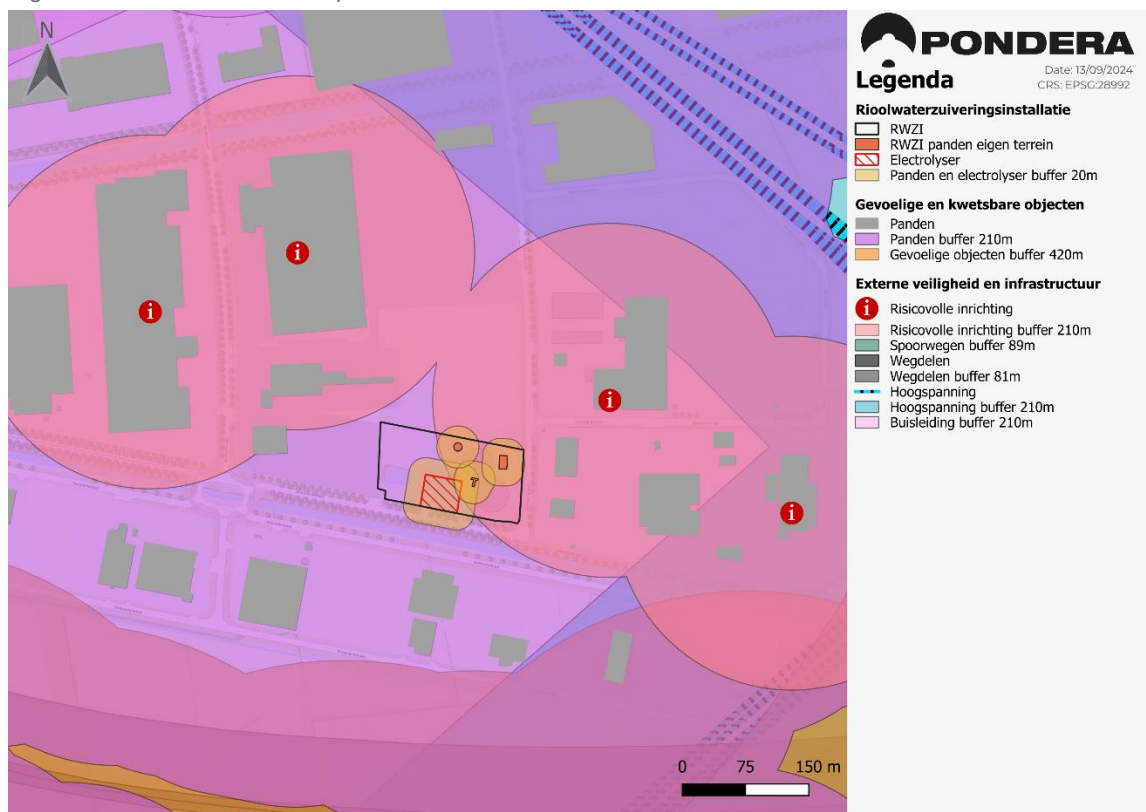 N
i
i
i
i
T
0 75 150 m
PONDERA
Legenda
Date: 13/09/2024
CRS: EPSG:28992
Rioolwaterzuiveringsinstallatie
RWZI
RWZI panden eigen terrein
Electrolyser
Panden en electrolyser buffer 20m
Gevoelige en kwetsbare objecten
Panden
Panden buffer 210m
Gevoelige objecten buffer 420m
Externe veiligheid en infrastructuur
i Risicovolle inrichting
Risicovolle inrichting buffer 210m
Spoorwegen buffer 89m
Wegdelen
Wegdelen buffer 81m
Hoogspanning
Hoogspanning buffer 210m
Buisleiding buffer 210m